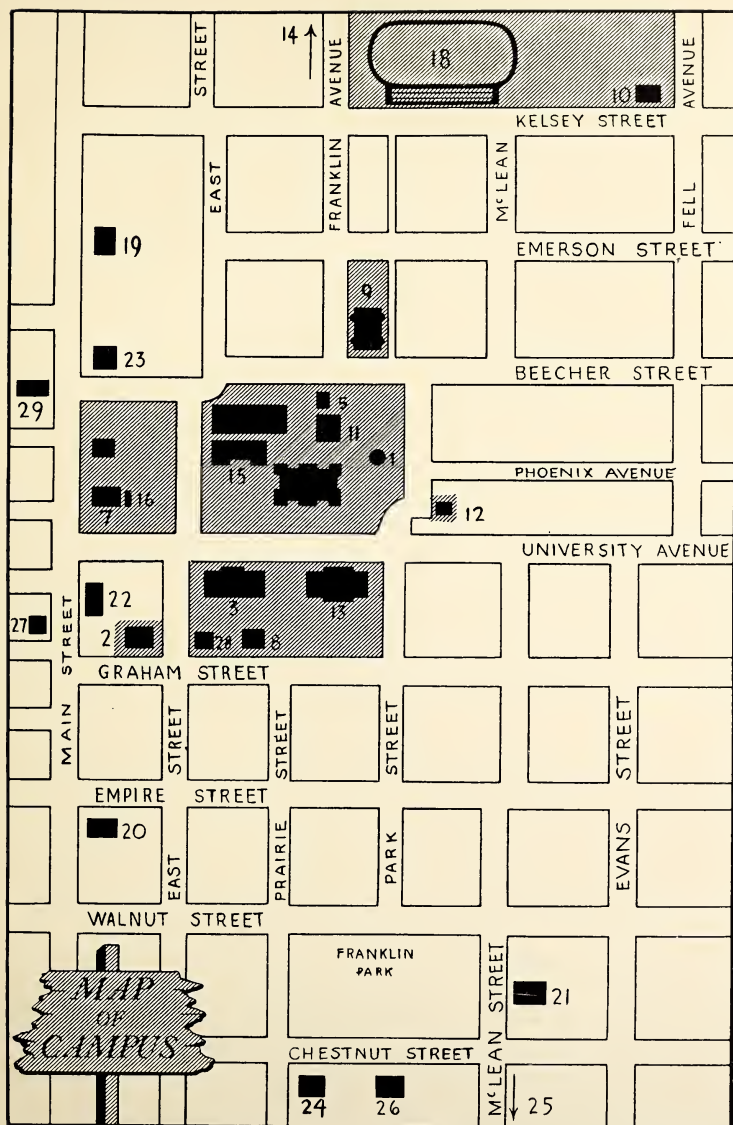 14
STREET
AVENUE
18
10
AVENUE
KELSEY STREET
EAST
FRANKLIN
McLEAN
FELL
19
EMERSON STREET
9
23
BEECHER STREET
29
5
11
1
15
PHOENIX AVENUE
16
7
12
UNIVERSITY AVENUE
22
3
13
27
2
28
8
GRAHAM STREET
MAIN STREET
STREET
STREET
STREET
STREET
EMPIRE STREET
20
EAST
PRAIRIE
PARK
EVANS
WALNUT STREET
FRANKLIN
PARK
McLEAN STREET
21
MAP
OF
CAMPUS
CHESTNUT STREET
24
26
25